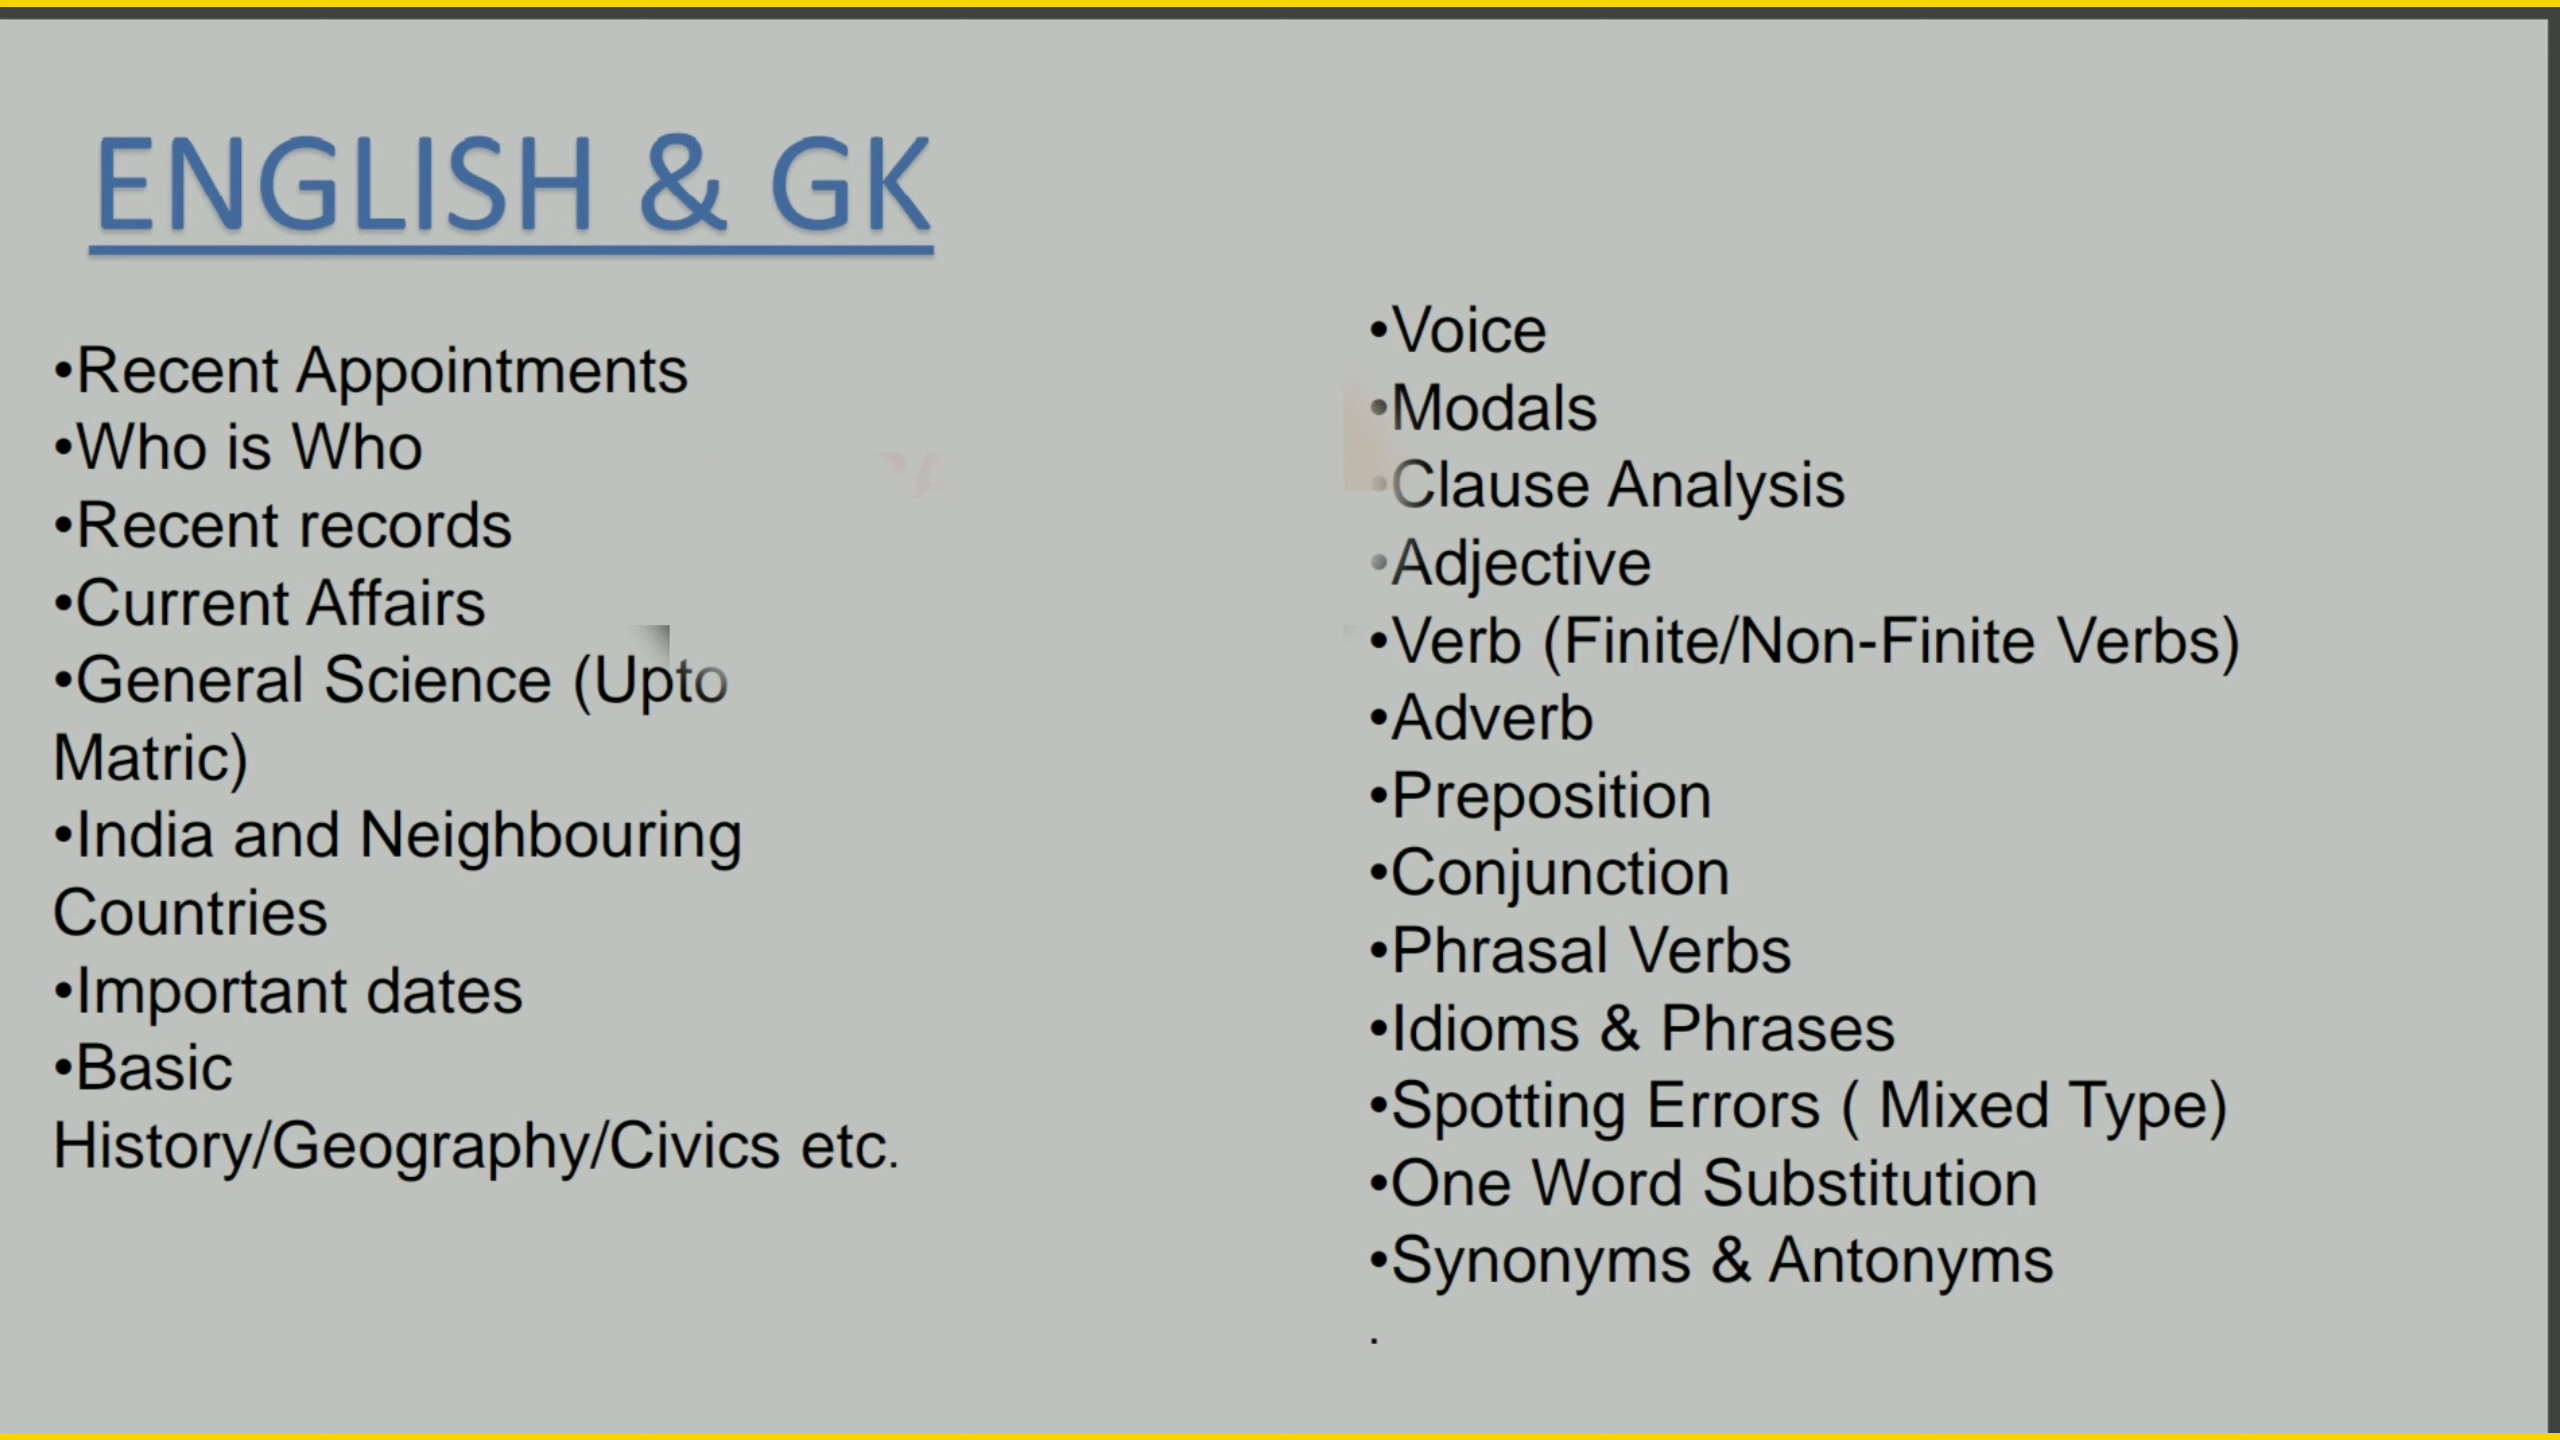 ENGLISH & GK
•Recent Appointments
•Who is Who
•Recent records
•Current Affairs
•General Science (Upto
Matric)
•India and Neighbouring
Countries
•Important dates
•Basic
History/Geography/Civics etc.
•Voice
•Modals
•Clause Analysis
•Adjective
•Verb (Finite/Non-Finite Verbs)
•Adverb
•Preposition
•Conjunction
•Phrasal Verbs
•Idioms & Phrases
•Spotting Errors ( Mixed Type)
•One Word Substitution
•Synonyms & Antonyms
.